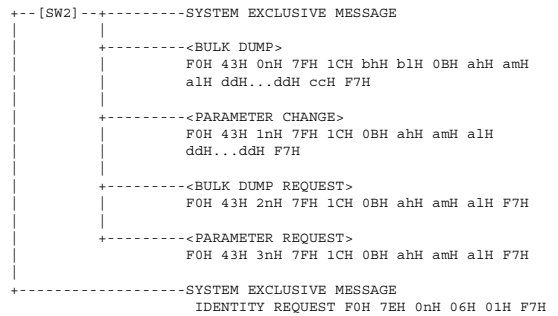 +--[SW2]--+---------SYSTEM EXCLUSIVE MESSAGE
+---------<BULK DUMP>
F0H 43H 0nH 7FH 1CH bhH blH 0BH ahH amH
alH ddH...ddH ccH F7H
+---------<PARAMETER CHANGE>
F0H 43H 1nH 7FH 1CH 0BH ahH amH alH
ddH...ddH F7H
+---------<BULK DUMP REQUEST>
F0H 43H 2nH 7FH 1CH 0BH ahH amH alH F7H
+---------<PARAMETER REQUEST>
F0H 43H 3nH 7FH 1CH 0BH ahH amH alH F7H
+-------------------SYSTEM EXCLUSIVE MESSAGE
IDENTITY REQUEST F0H 7EH 0nH 06H 01H F7H